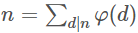 n = ∑_{d|n} φ(d)